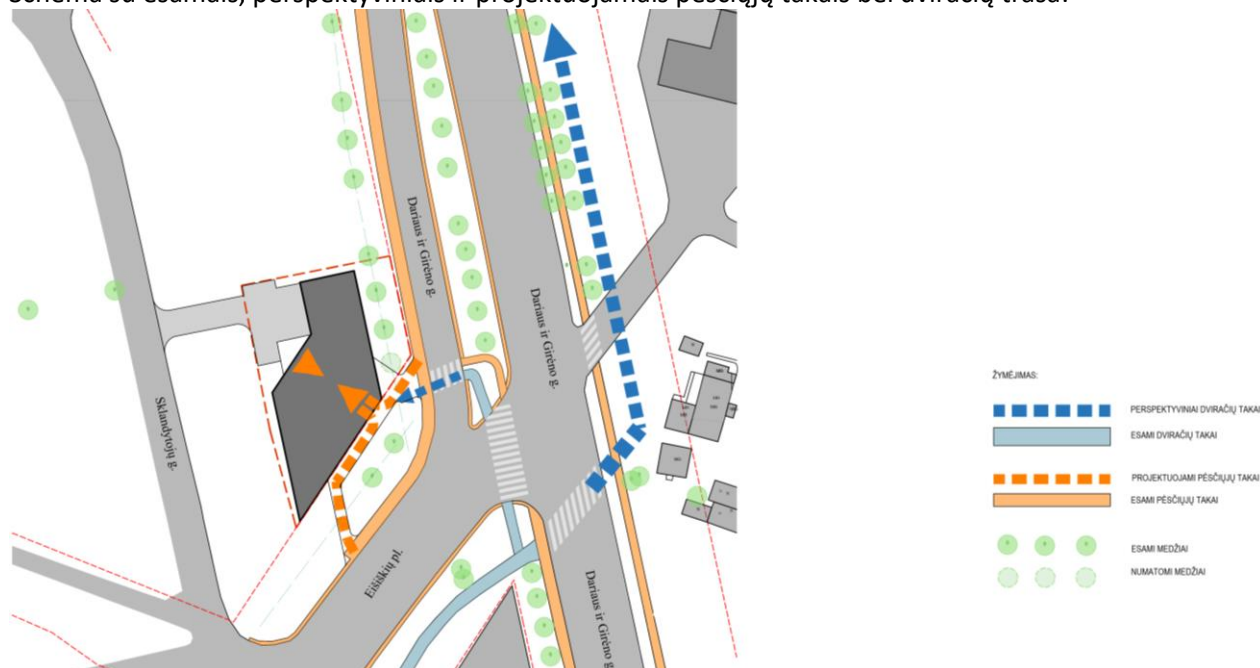 Schema su esamais, perspektyviniais ir projektuojamais pėsčiųjų takais bei dviračių trasa.
Dariaus ir Girėno g.
Dariaus ir Girėno g.
Sklandytojų g.
Eišiškių pl.
Dariaus ir Girėno g.
ŽYMĖJIMAS:
PERSPEKTYVINIAI DVIRAČIŲ TAKAI
ESAMI DVIRAČIŲ TAKAI
PROJEKTUOJAMI PĖSČIŲJŲ TAKAI
ESAMI PĖSČIŲJŲ TAKAI
ESAMI MEDŽIAI
NUMATOMI MEDŽIAI